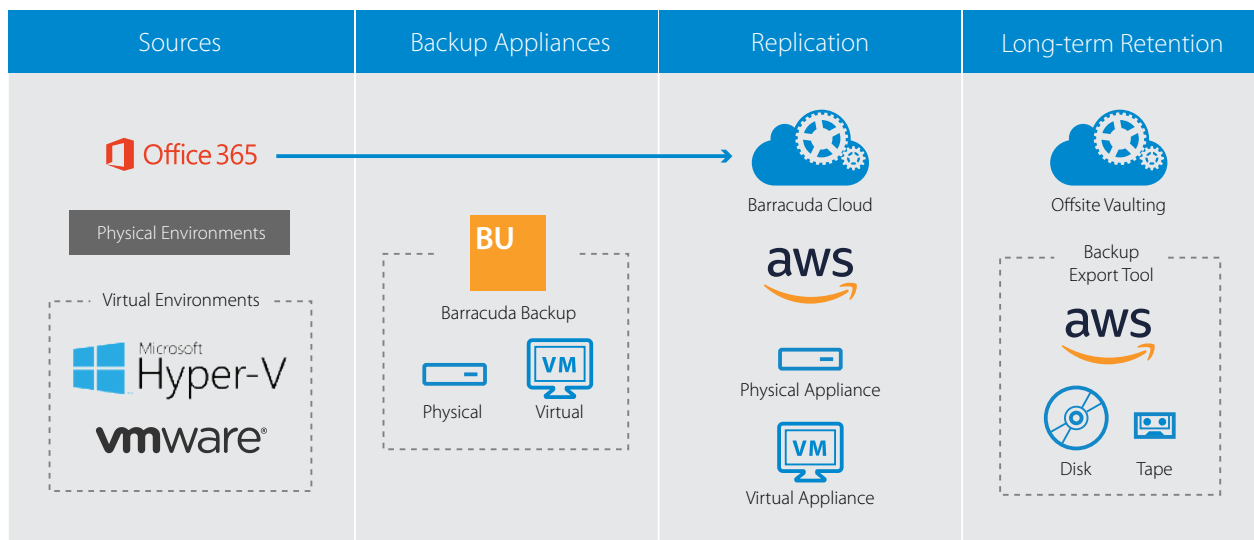 Sources
Backup Appliances
Replication
Long-term Retention
Office 365
Physical Environments
Virtual Environments
Microsoft
Hyper-V
vmware®
BU
Barracuda Backup
VM
Physical
Virtual
Barracuda Cloud
aws
Physical Appliance
VM
Virtual Appliance
Offsite Vaulting
Backup
Export Tool
aws
Disk
Tape